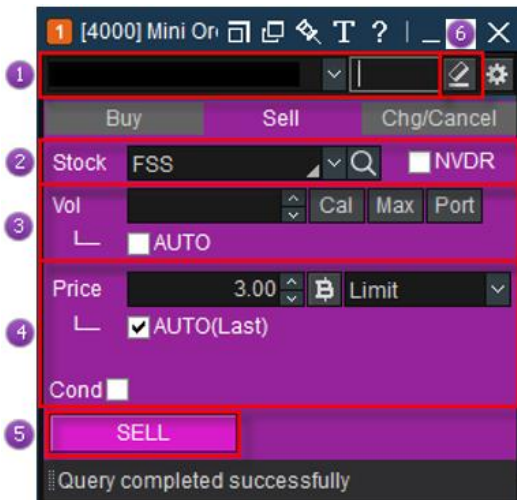 1 [4000] Mini Or T ? 6
1
Buy Sell Chg/Cancel
2 Stock FSS NVDR
Vol Cal Max Port
3
AUTO
Price 3.00 B Limit
4 AUTO(Last)
Cond
5 SELL
Query completed successfully